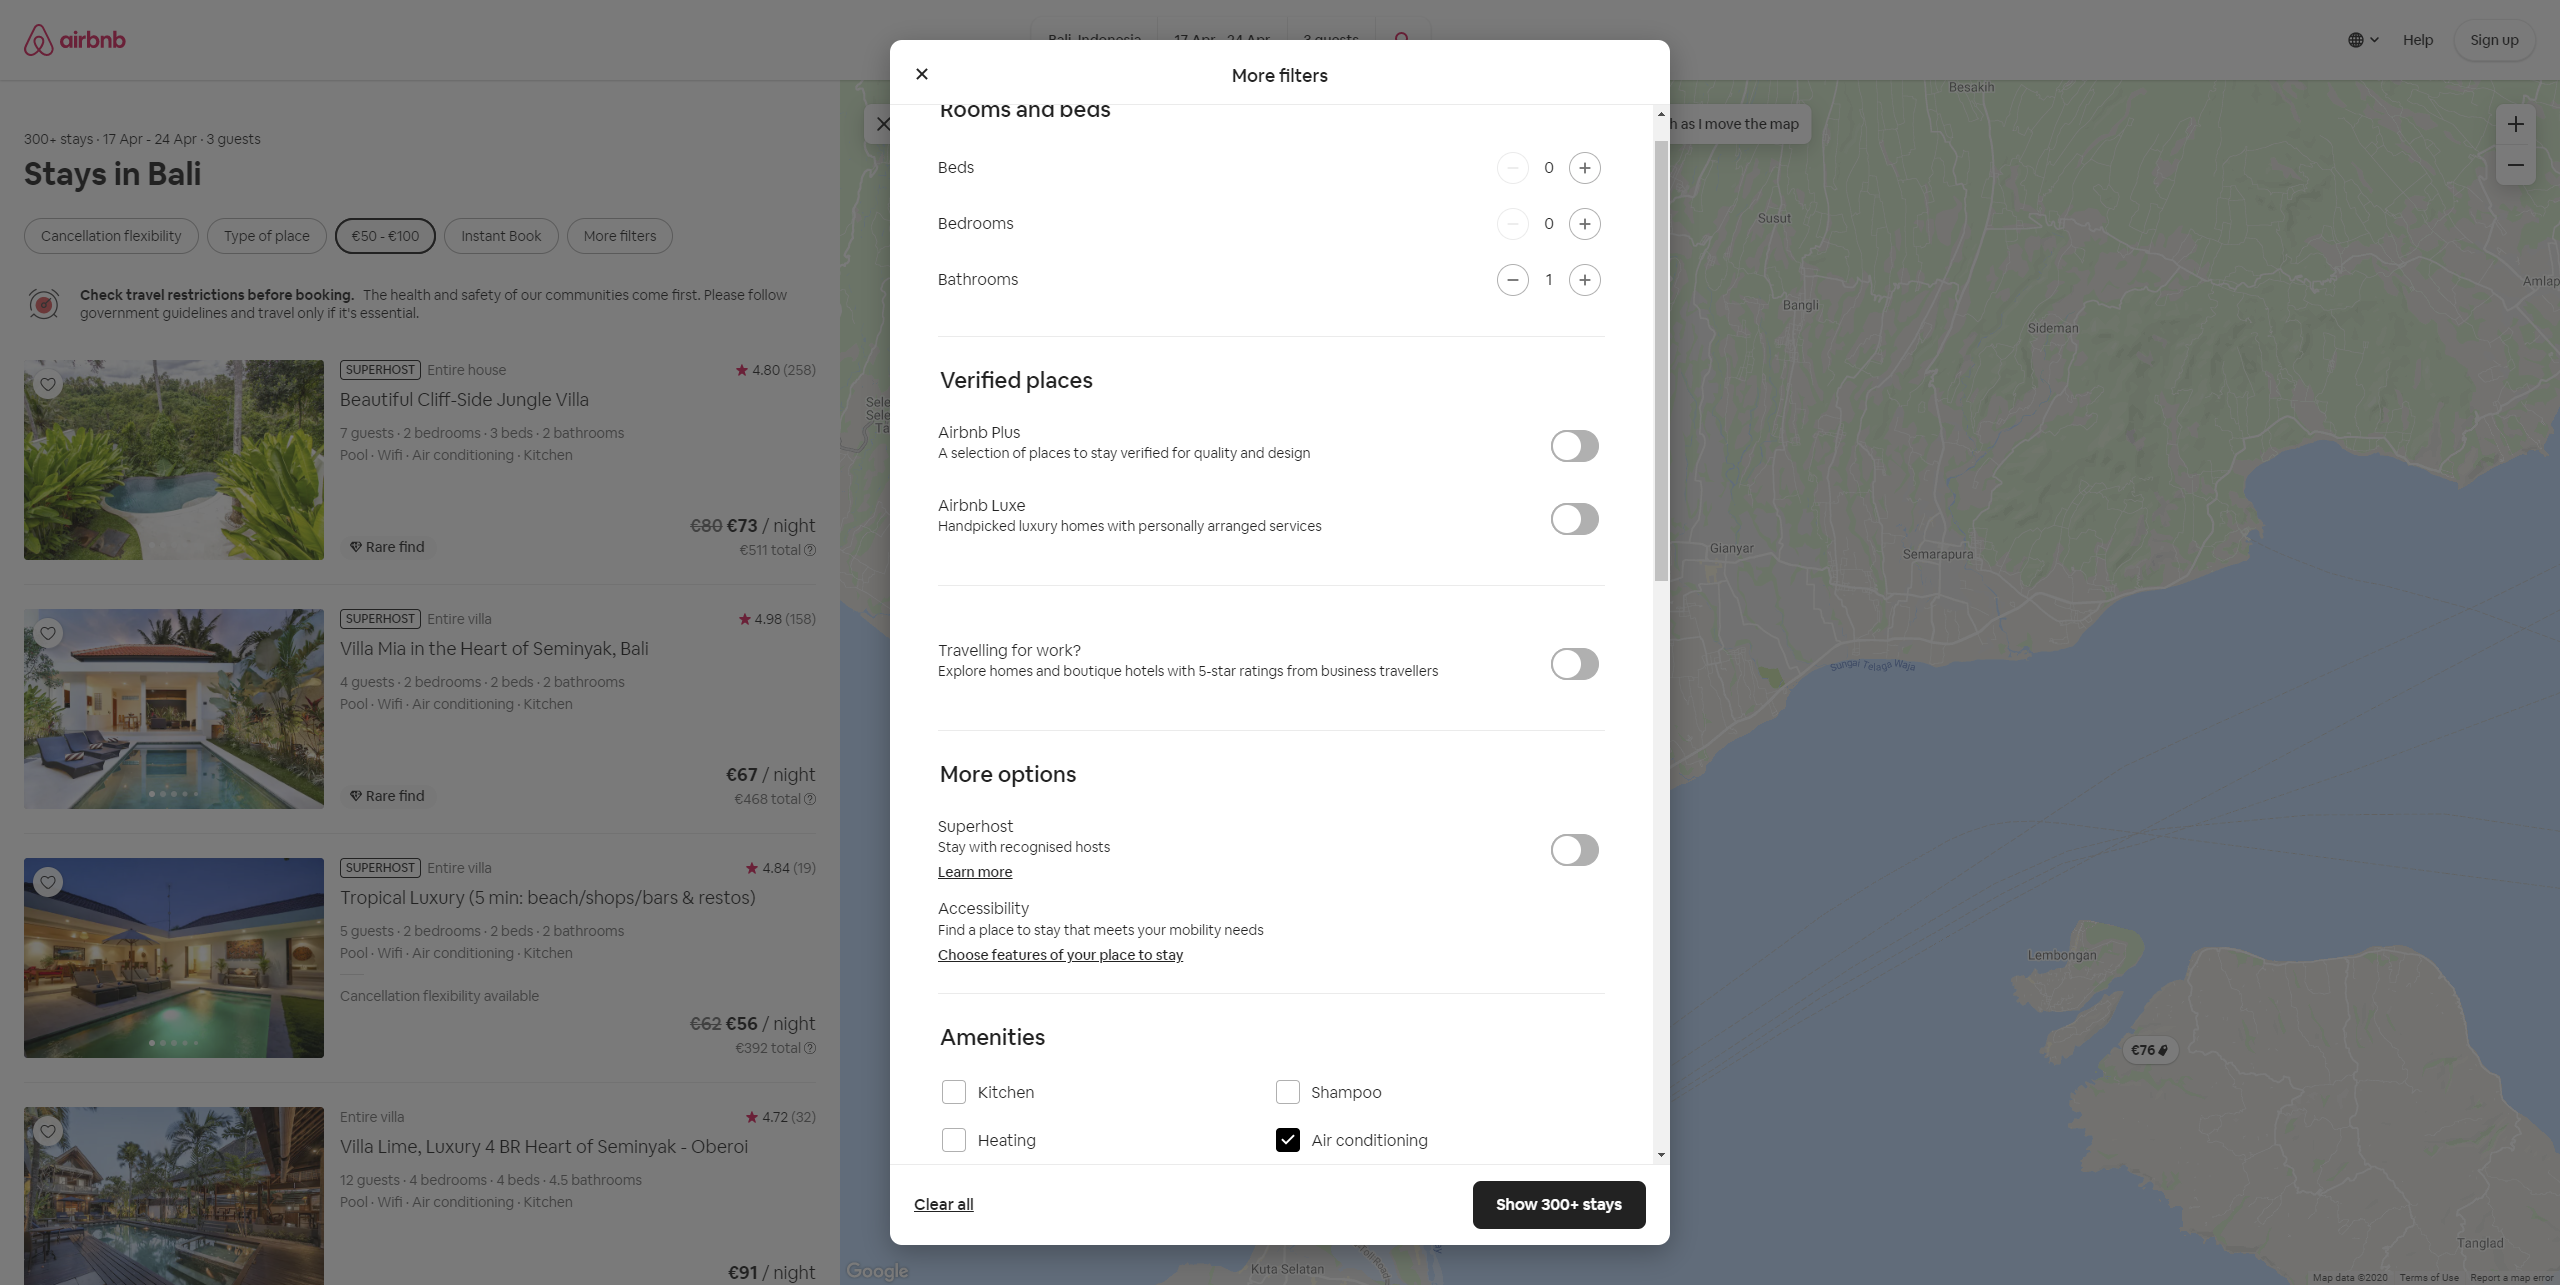 airbnb
Bali, Indonesia
17 Apr - 24 Apr
3 guests
Help
Sign up
300+ stays · 17 Apr - 24 Apr · 3 guests
Stays in Bali
Cancellation flexibility
Type of place
€50 - €100
Instant Book
More filters
Check travel restrictions before booking. The health and safety of our communities come first. Please follow
government guidelines and travel only if it's essential.
SUPERHOST Entire house
4.80 (258)
Beautiful Cliff-Side Jungle Villa
7 guests · 2 bedrooms · 3 beds · 2 bathrooms
Pool · Wifi · Air conditioning · Kitchen
€80 €73 / night
Rare find
€511 total
SUPERHOST Entire villa
4.98 (158)
Villa Mia in the Heart of Seminyak, Bali
4 guests · 2 bedrooms · 2 beds · 2 bathrooms
Pool · Wifi · Air conditioning · Kitchen
€67 / night
Rare find
€468 total
SUPERHOST Entire villa
4.84 (19)
Tropical Luxury (5 min: beach/shops/bars & restos)
5 guests · 2 bedrooms · 2 beds · 2 bathrooms
Pool · Wifi · Air conditioning · Kitchen
Cancellation flexibility available
€62 €56 / night
€392 total
Entire villa
4.72 (32)
Villa Lime, Luxury 4 BR Heart of Seminyak - Oberoi
12 guests · 4 bedrooms · 4 beds · 4.5 bathrooms
Pool · Wifi · Air conditioning · Kitchen
€91 / night
More filters
Rooms and beds
Beds
0
Bedrooms
0
Bathrooms
1
Verified places
Airbnb Plus
A selection of places to stay verified for quality and design
Airbnb Luxe
Handpicked luxury homes with personally arranged services
Travelling for work?
Explore homes and boutique hotels with 5-star ratings from business travellers
More options
Superhost
Stay with recognised hosts
Learn more
Accessibility
Find a place to stay that meets your mobility needs
Choose features of your place to stay
Amenities
Kitchen
Shampoo
Heating
Air conditioning
Clear all
Show 300+ stays
h as I move the map
Besakih
Susut
Bangli
Amlap
Sideman
Sele
Sele
Ta
Gianyar
Semarapura
Sungai Telaga Waja
Lembongan
€76
Tanglad
Kuta Selatan
Google
Map data ©2020
Terms of Use
Report a map error